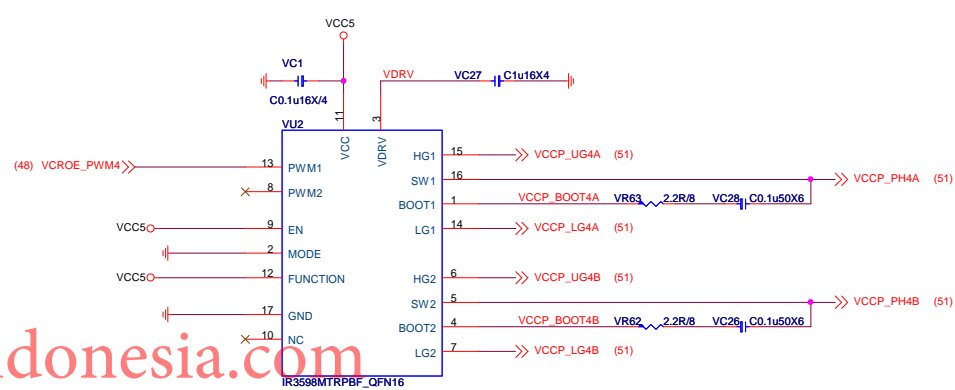 VCC5
VC1
C0.1u16X/4
VDRV
VC27
C1u16X4
VU2
11
3
VCC
VDRV
(48) VCROE_PWM4
13
PWM1
8
PWM2
VCC5
9
EN
2
MODE
VCC5
12
FUNCTION
17
GND
10
NC
HG1
15
VCCP_UG4A (51)
SW1
16
VCCP_PH4A (51)
BOOT1
1
VCCP_BOOT4A
VR63
2.2R/8
VC28
C0.1u50X6
LG1
14
VCCP_LG4A (51)
HG2
6
VCCP_UG4B (51)
SW2
5
VCCP_PH4B (51)
BOOT2
4
VCCP_BOOT4B
VR62
2.2R/8
VC26
C0.1u50X6
LG2
7
VCCP_LG4B (51)
IR3598MTRPBF_QFN16
donesia.com